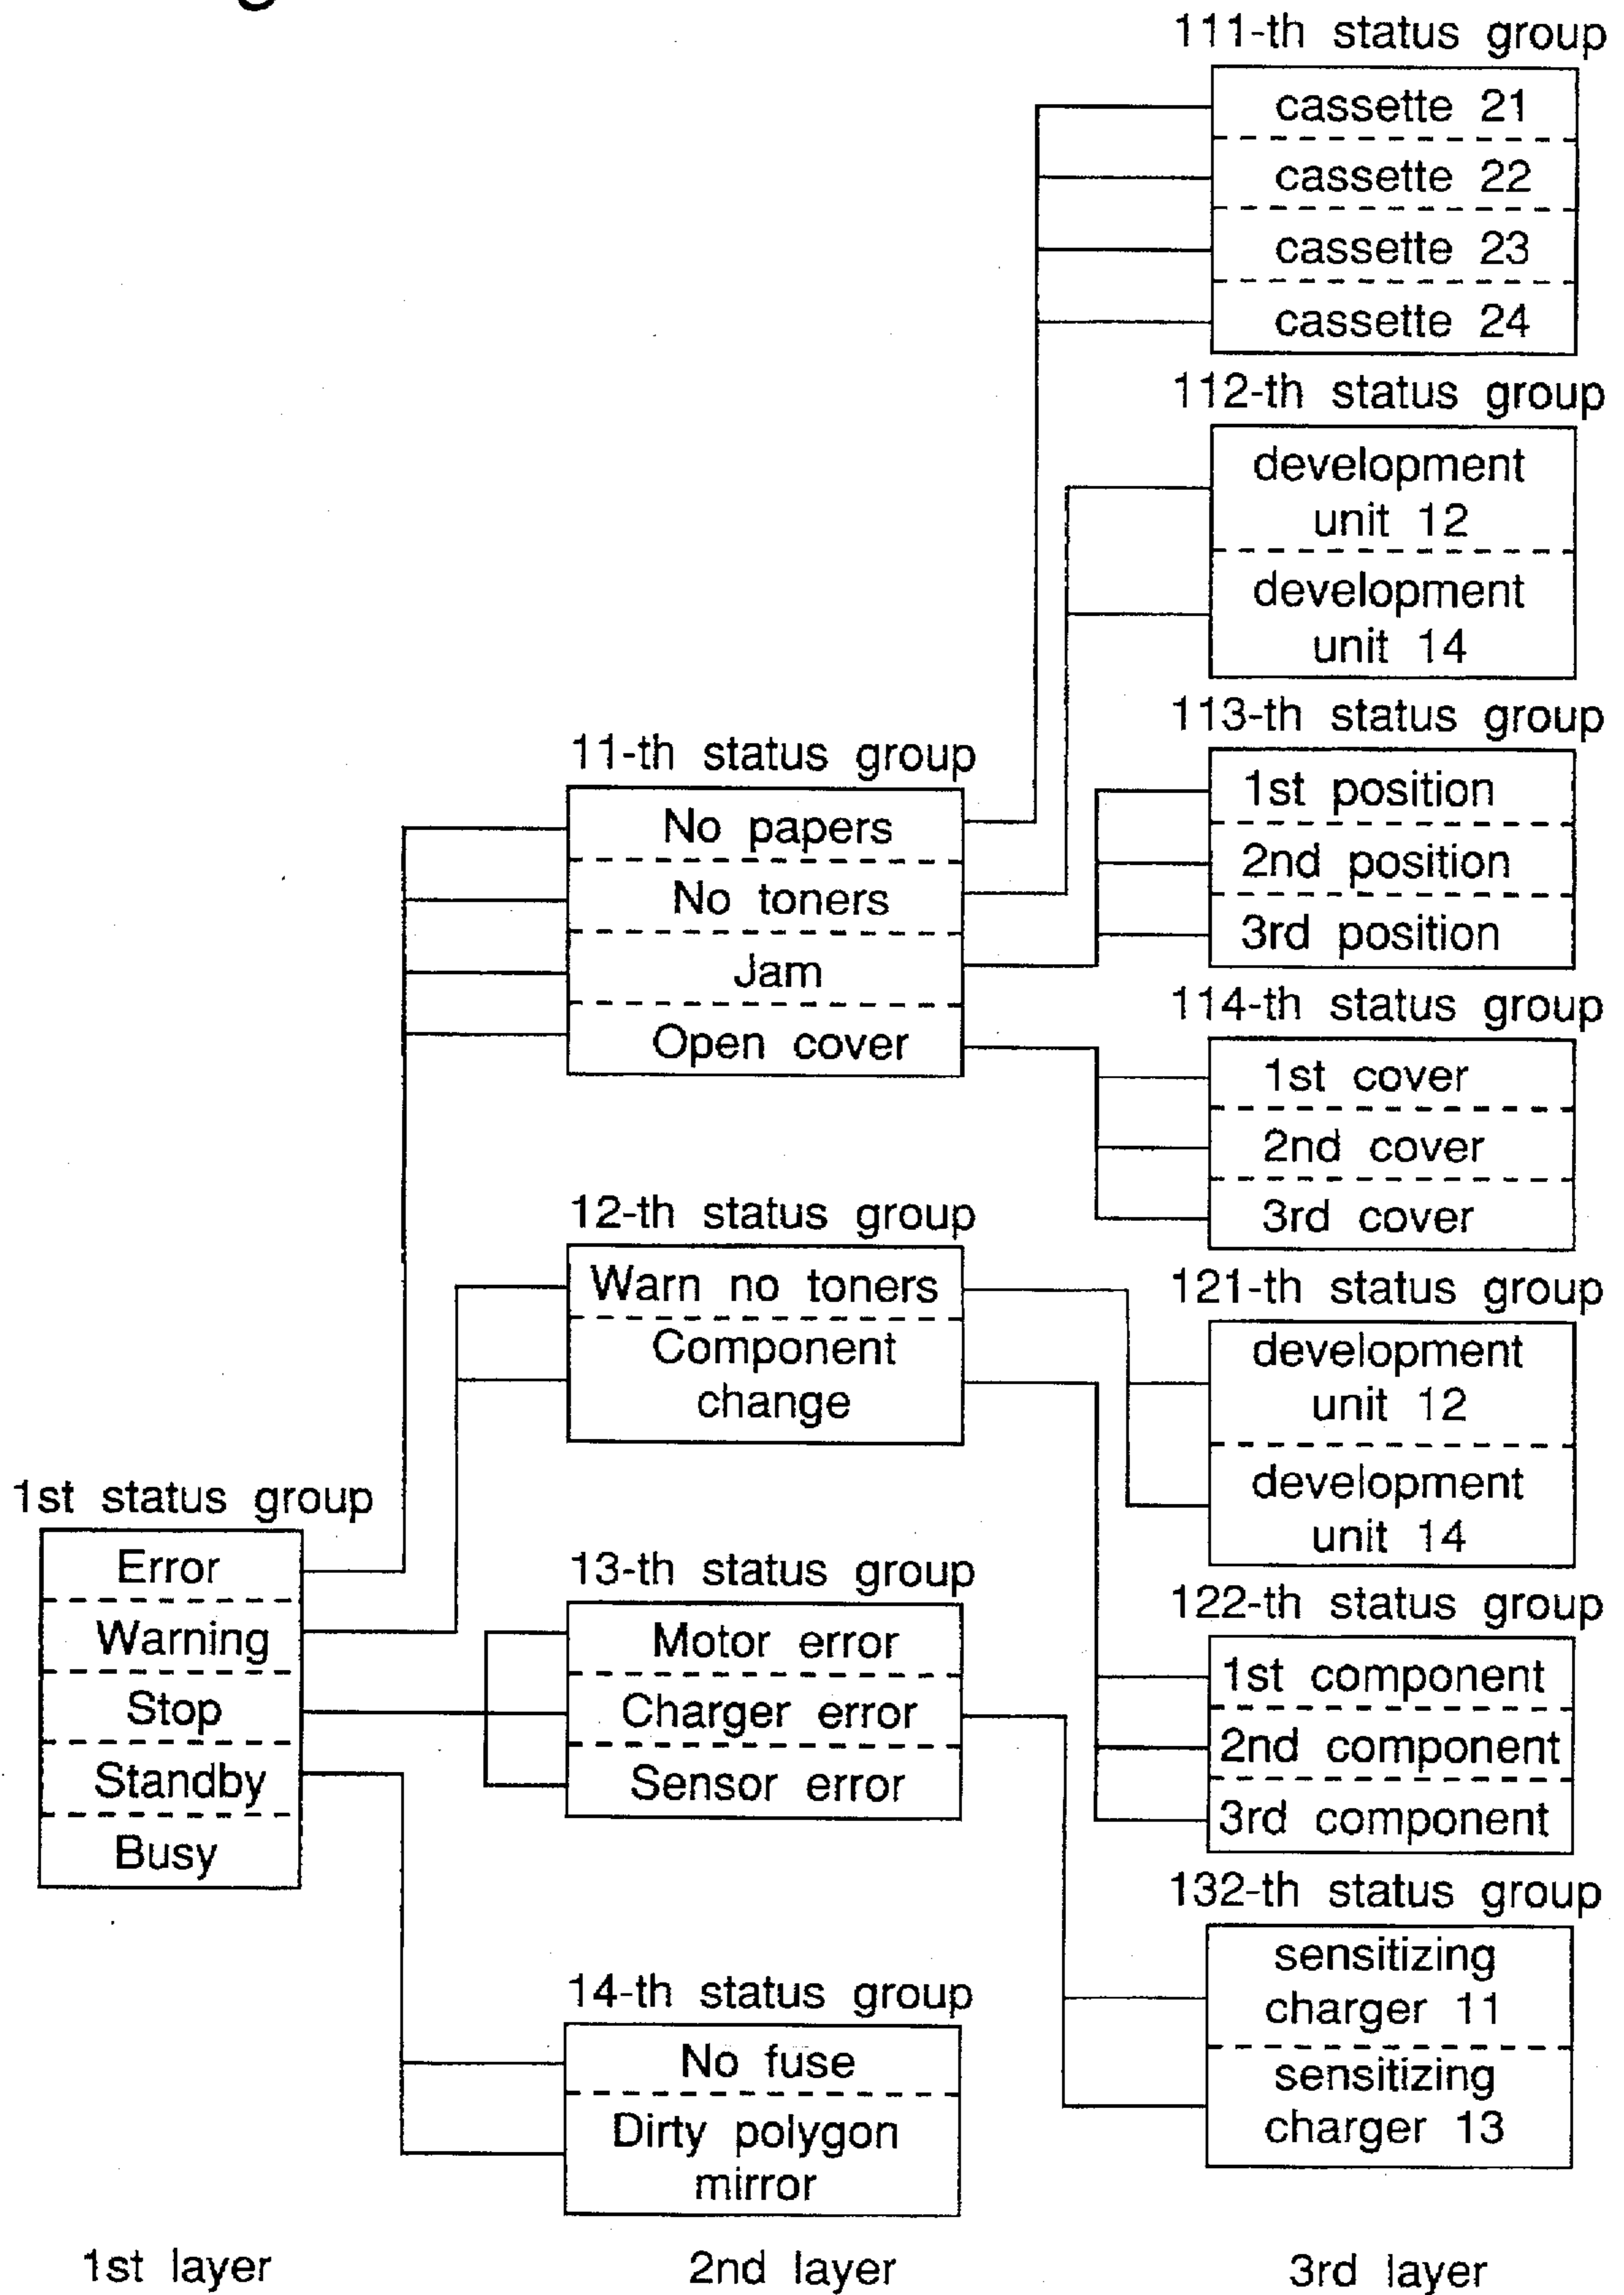 111-th status group
cassette 21
cassette 22
cassette 23
cassette 24
112-th status group
development
unit 12
development
unit 14
113-th status group
1st position
2nd position
3rd position
11-th status group
No papers
No toners
Jam
Open cover
114-th status group
1st cover
2nd cover
3rd cover
12-th status group
Warn no toners
Component
change
121-th status group
development
unit 12
development
unit 14
1st status group
Error
Warning
Stop
Standby
Busy
13-th status group
Motor error
Charger error
Sensor error
122-th status group
1st component
2nd component
3rd component
132-th status group
sensitizing
charger 11
sensitizing
charger 13
14-th status group
No fuse
Dirty polygon
mirror
1st layer
2nd layer
3rd layer